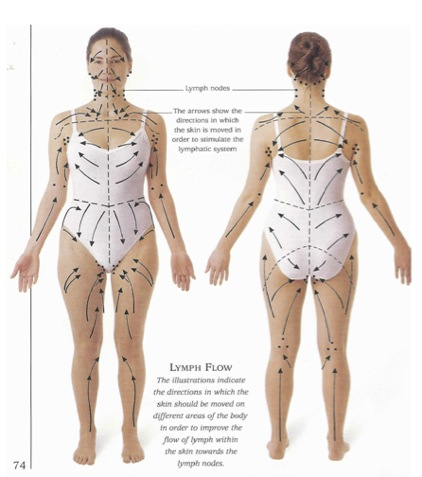 Lymph nodes
The arrows show the
directions in which
the skin is moved in
order to stimulate the
lymphatic system
LYMPH FLOW
The illustrations indicate
the directions in which the
skin should be moved on
different areas of the body
in order to improve the
flow of lymph within
the skin towards the
lymph nodes.
74